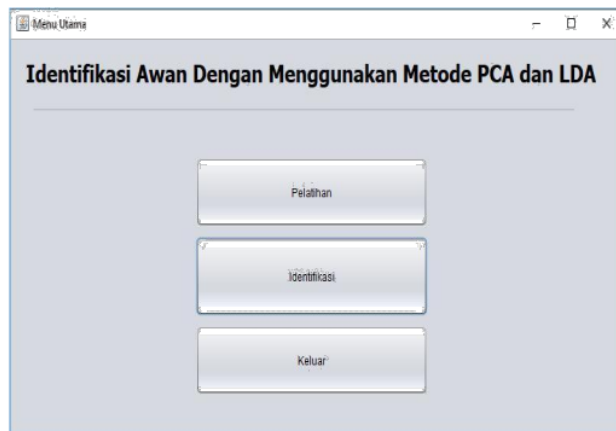 Menu Utama
Identifikasi Awan Dengan Menggunakan Metode PCA dan LDA
Pelatihan
Identifikasi
Keluar